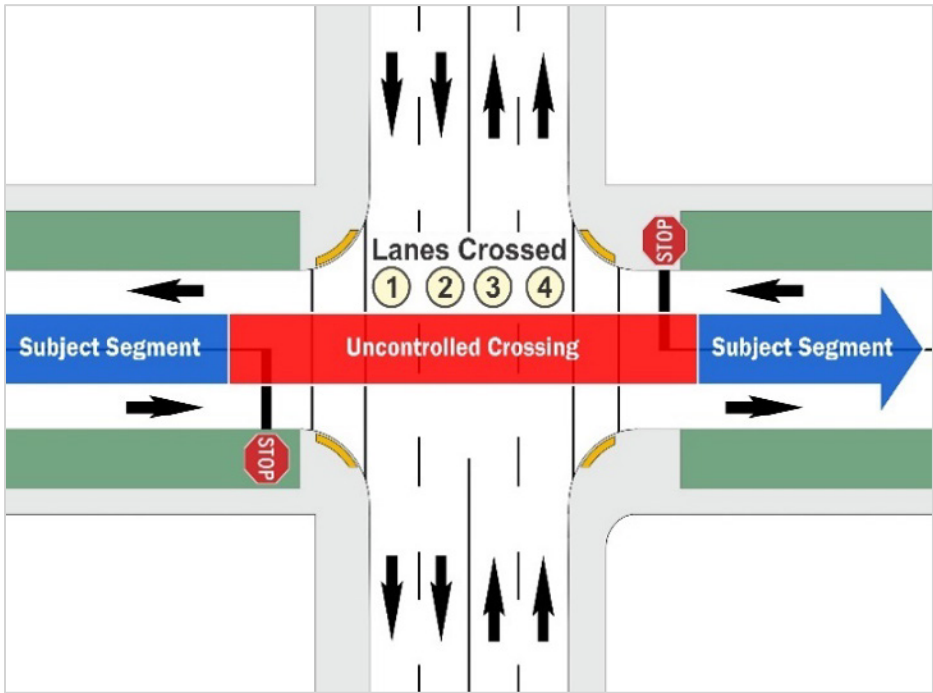 STOP
Lanes Crossed
1 2 3 4
Subject Segment Uncontrolled Crossing Subject Segment
STOP